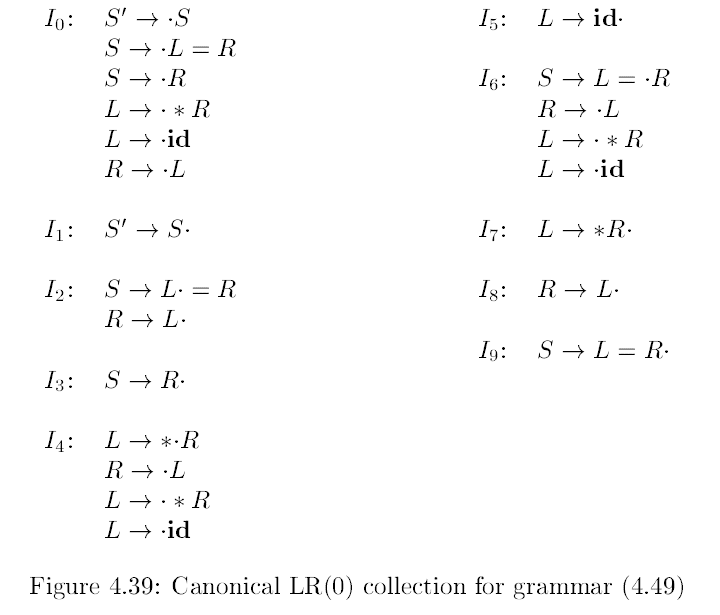 I₀: S′ → ·S
S → ·L = R
S → ·R
L → · ∗ R
L → ·id
R → ·L
I₁: S′ → S·
I₂: S → L· = R
R → L·
I₃: S → R·
I₄: L → ∗·R
R → ·L
L → · ∗ R
L → ·id
I₅: L → id·
I₆: S → L = ·R
R → ·L
L → · ∗ R
L → ·id
I₇: L → ∗R·
I₈: R → L·
I₉: S → L = R·
Figure 4.39: Canonical LR(0) collection for grammar (4.49)